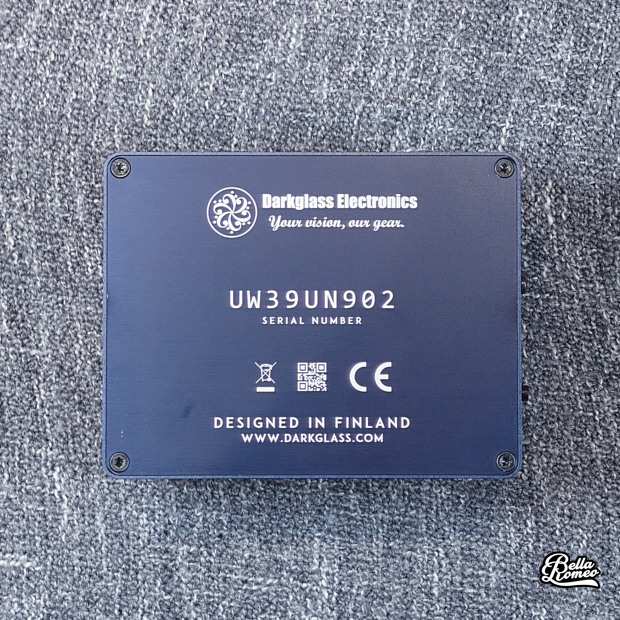 Darkglass Electronics
Your vision, our gear.
UW39UN902
SERIAL NUMBER
CE
DESIGNED IN FINLAND
WWW.DARKGLASS.COM
Bella
Romeo